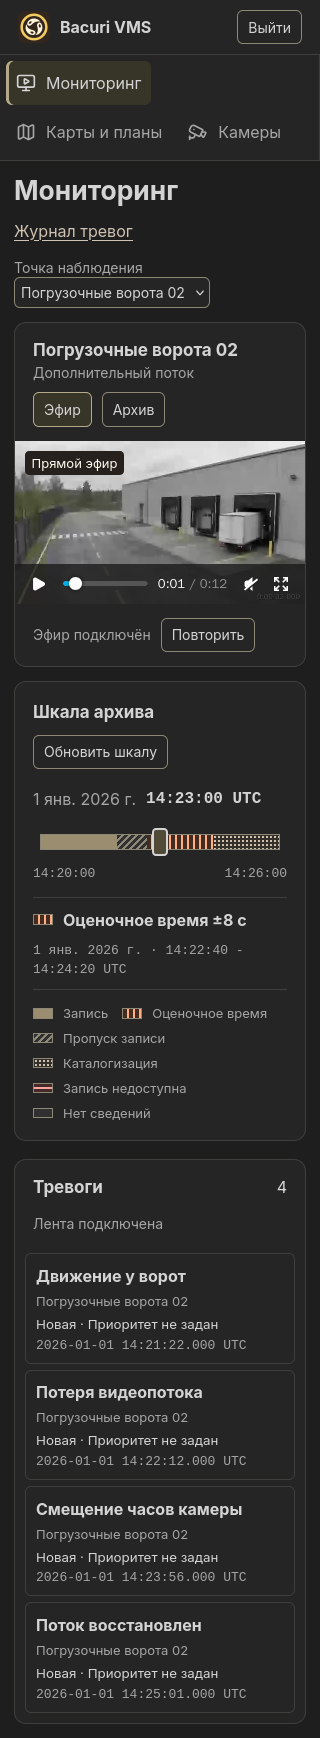 Bacuri VMS
Выйти
Мониторинг
Карты и планы
Камеры
Мониторинг
Журнал тревог
Точка наблюдения
Погрузочные ворота 02
Погрузочные ворота 02
Дополнительный поток
Эфир
Архив
Прямой эфир
0:01 / 0:12
Эфир подключён
Повторить
Шкала архива
Обновить шкалу
1 янв. 2026 г. 14:23:00 UTC
14:20:00
14:26:00
Оценочное время ±8 с
1 янв. 2026 г. · 14:22:40 -
14:24:20 UTC
Запись
Оценочное время
Пропуск записи
Каталогизация
Запись недоступна
Нет сведений
Тревоги
4
Лента подключена
Движение у ворот
Погрузочные ворота 02
Новая · Приоритет не задан
2026-01-01 14:21:22.000 UTC
Потеря видеопотока
Погрузочные ворота 02
Новая · Приоритет не задан
2026-01-01 14:22:12.000 UTC
Смещение часов камеры
Погрузочные ворота 02
Новая · Приоритет не задан
2026-01-01 14:23:56.000 UTC
Поток восстановлен
Погрузочные ворота 02
Новая · Приоритет не задан
2026-01-01 14:25:01.000 UTC